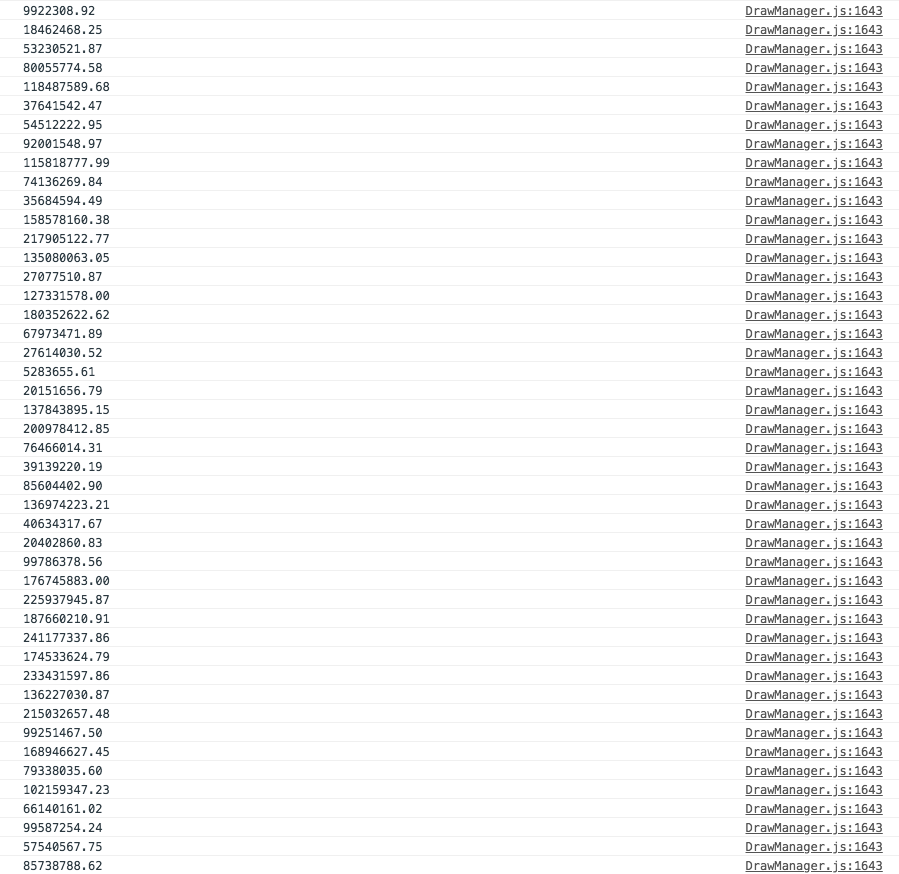 9922308.92 DrawManager.js:1643
18462468.25 DrawManager.js:1643
53230521.87 DrawManager.js:1643
80055774.58 DrawManager.js:1643
118487589.68 DrawManager.js:1643
37641542.47 DrawManager.js:1643
54512222.95 DrawManager.js:1643
92001548.97 DrawManager.js:1643
115818777.99 DrawManager.js:1643
74136269.84 DrawManager.js:1643
35684594.49 DrawManager.js:1643
158578160.38 DrawManager.js:1643
217905122.77 DrawManager.js:1643
135080063.05 DrawManager.js:1643
27077510.87 DrawManager.js:1643
127331578.00 DrawManager.js:1643
180352622.62 DrawManager.js:1643
67973471.89 DrawManager.js:1643
27614030.52 DrawManager.js:1643
5283655.61 DrawManager.js:1643
20151656.79 DrawManager.js:1643
137843895.15 DrawManager.js:1643
200978412.85 DrawManager.js:1643
76466014.31 DrawManager.js:1643
39139220.19 DrawManager.js:1643
85604402.90 DrawManager.js:1643
136974223.21 DrawManager.js:1643
40634317.67 DrawManager.js:1643
20402860.83 DrawManager.js:1643
99786378.56 DrawManager.js:1643
176745883.00 DrawManager.js:1643
225937945.87 DrawManager.js:1643
187660210.91 DrawManager.js:1643
241177337.86 DrawManager.js:1643
174533624.79 DrawManager.js:1643
233431597.86 DrawManager.js:1643
136227030.87 DrawManager.js:1643
215032657.48 DrawManager.js:1643
99251467.50 DrawManager.js:1643
168946627.45 DrawManager.js:1643
79338035.60 DrawManager.js:1643
102159347.23 DrawManager.js:1643
66140161.02 DrawManager.js:1643
99587254.24 DrawManager.js:1643
57540567.75 DrawManager.js:1643
85738788.62 DrawManager.js:1643